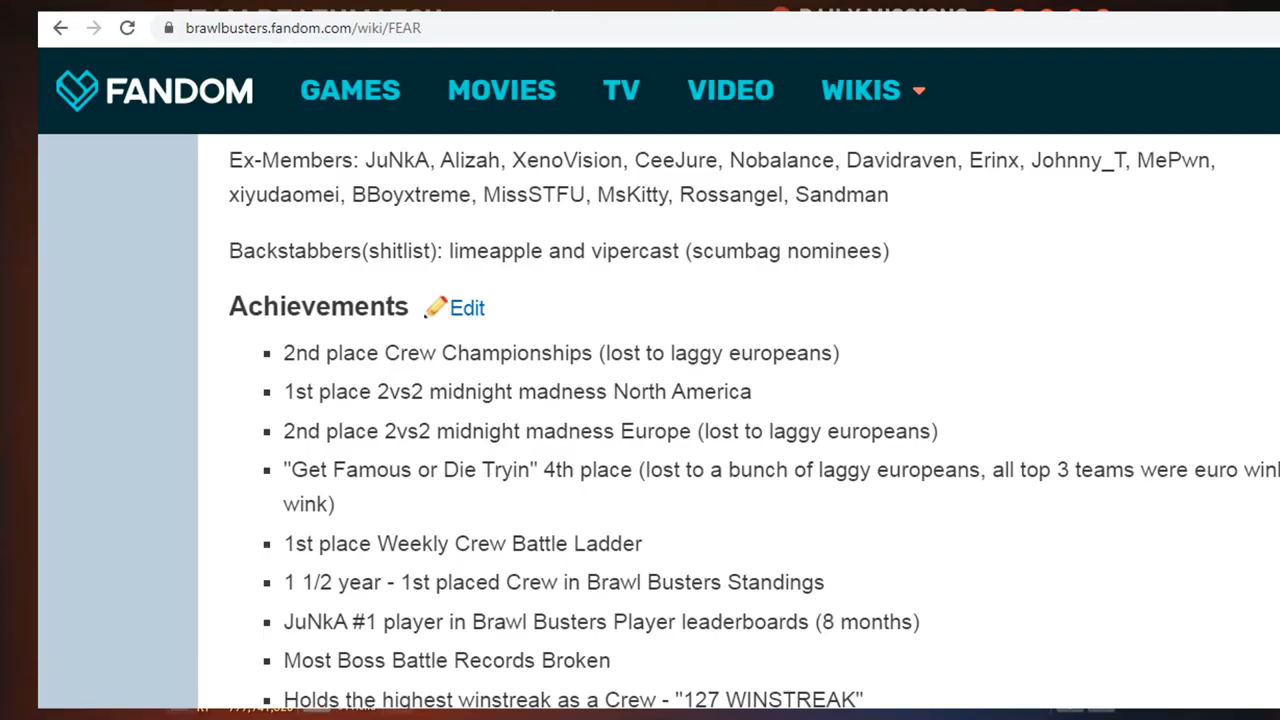 brawlbusters.fandom.com/wiki/FEAR
FANDOM GAMES MOVIES TV VIDEO WIKIS
Ex-Members: JuNkA, Alizah, XenoVision, CeeJure, Nobalance, Davidraven, Erinx, Johnny_T, MePwn,
xiyudaomei, BBoyxtreme, MissSTFU, MsKitty, Rossangel, Sandman
Backstabbers(shitlist): limeapple and vipercast (scumbag nominees)
Achievements Edit
2nd place Crew Championships (lost to laggy europeans)
1st place 2vs2 midnight madness North America
2nd place 2vs2 midnight madness Europe (lost to laggy europeans)
"Get Famous or Die Tryin" 4th place (lost to a bunch of laggy europeans, all top 3 teams were euro wink
wink)
1st place Weekly Crew Battle Ladder
1 1/2 year - 1st placed Crew in Brawl Busters Standings
JuNkA #1 player in Brawl Busters Player leaderboards (8 months)
Most Boss Battle Records Broken
Holds the highest winstreak as a Crew - "127 WINSTREAK"